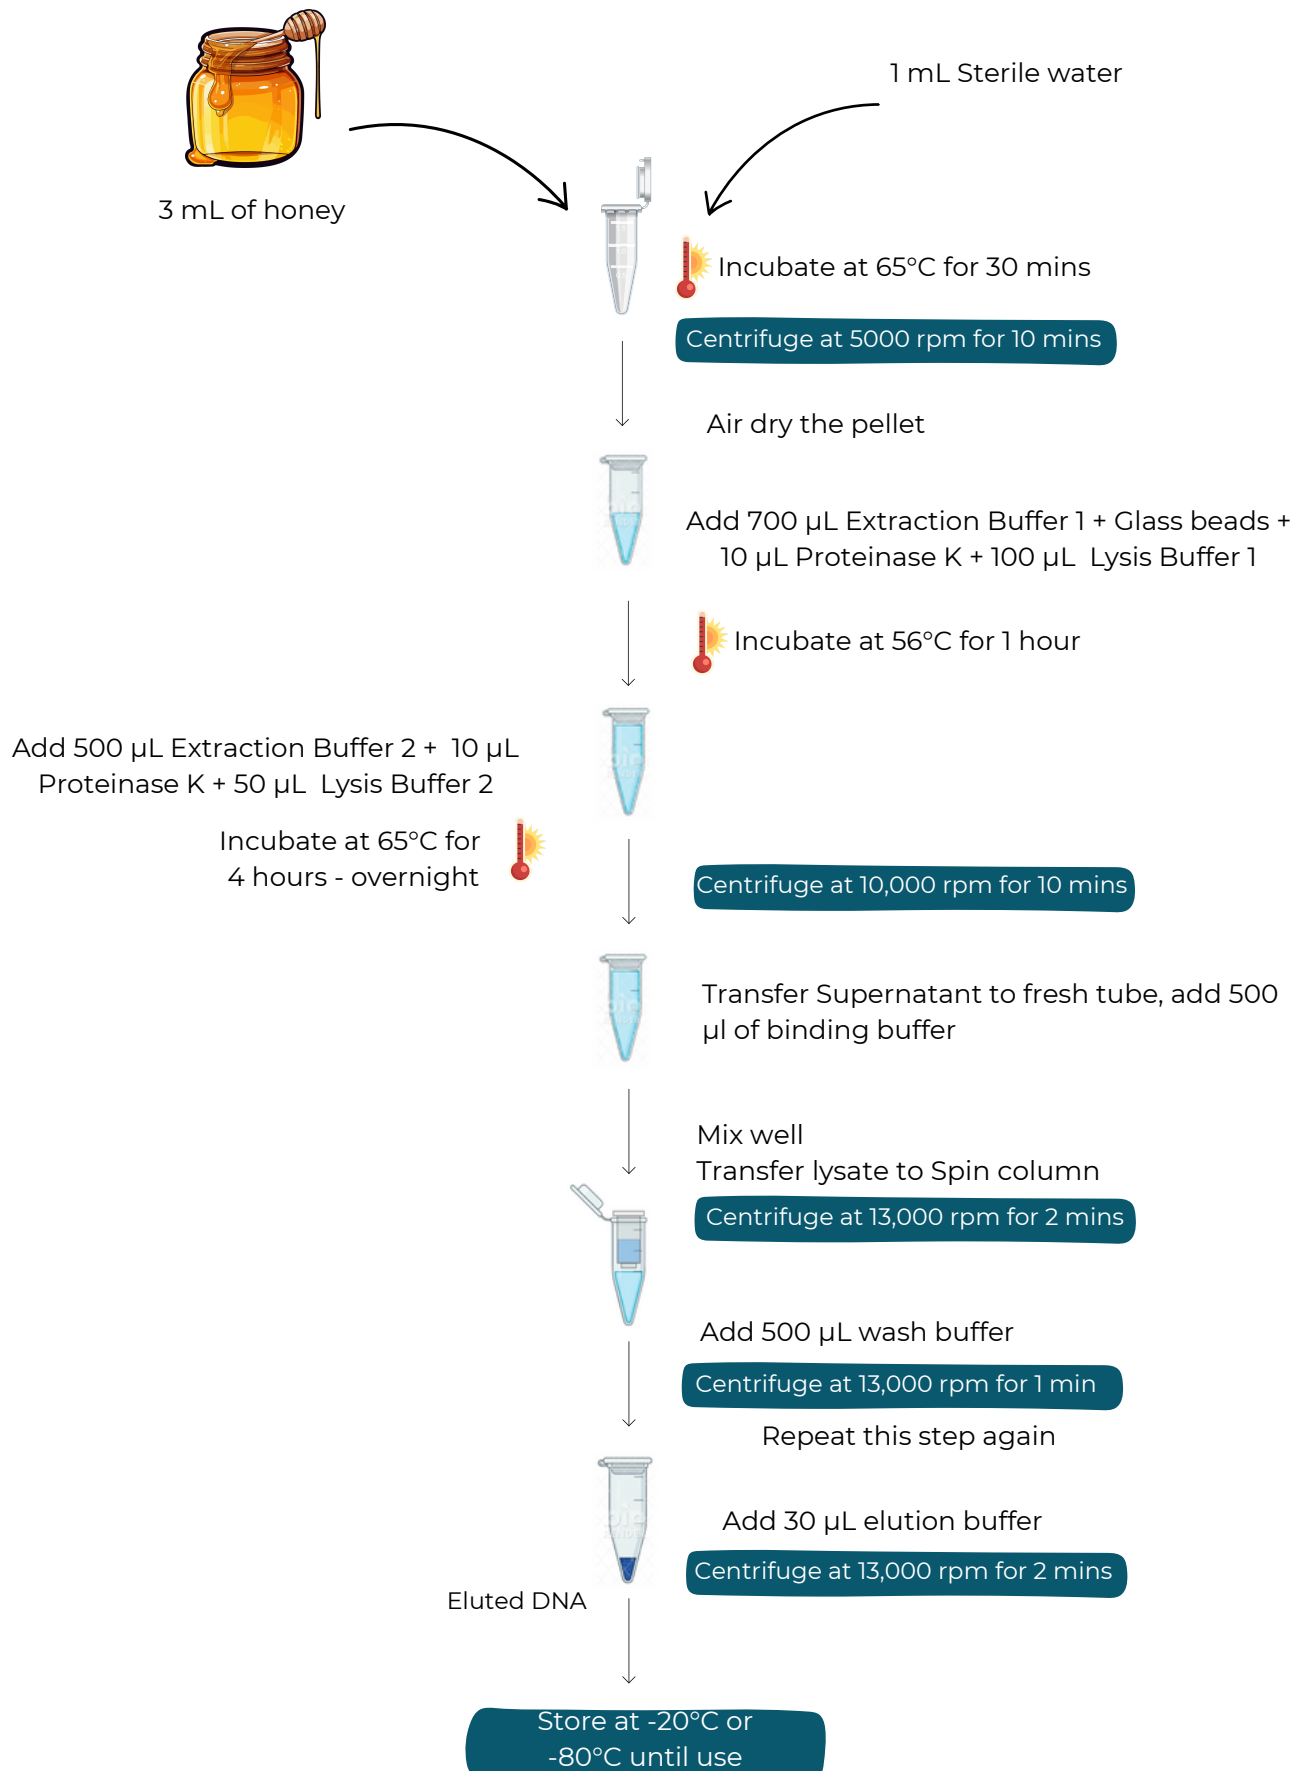 1 mL Sterile water
3 mL of honey
Incubate at 65°C for 30 mins
Centrifuge at 5000 rpm for 10 mins
Air dry the pellet
Add 700 µL Extraction Buffer 1 + Glass beads +
10 µL Proteinase K + 100 µL  Lysis Buffer 1
Incubate at 56°C for 1 hour
Add 500 µL Extraction Buffer 2 +  10 µL
Proteinase K + 50 µL  Lysis Buffer 2
Incubate at 65°C for
4 hours - overnight
Centrifuge at 10,000 rpm for 10 mins
Transfer Supernatant to fresh tube, add 500
µl of binding buffer
Mix well
Transfer lysate to Spin column
Centrifuge at 13,000 rpm for 2 mins
Add 500 µL wash buffer
Centrifuge at 13,000 rpm for 1 min
Repeat this step again
Add 30 µL elution buffer
Centrifuge at 13,000 rpm for 2 mins
Eluted DNA
Store at -20°C or
-80°C until use